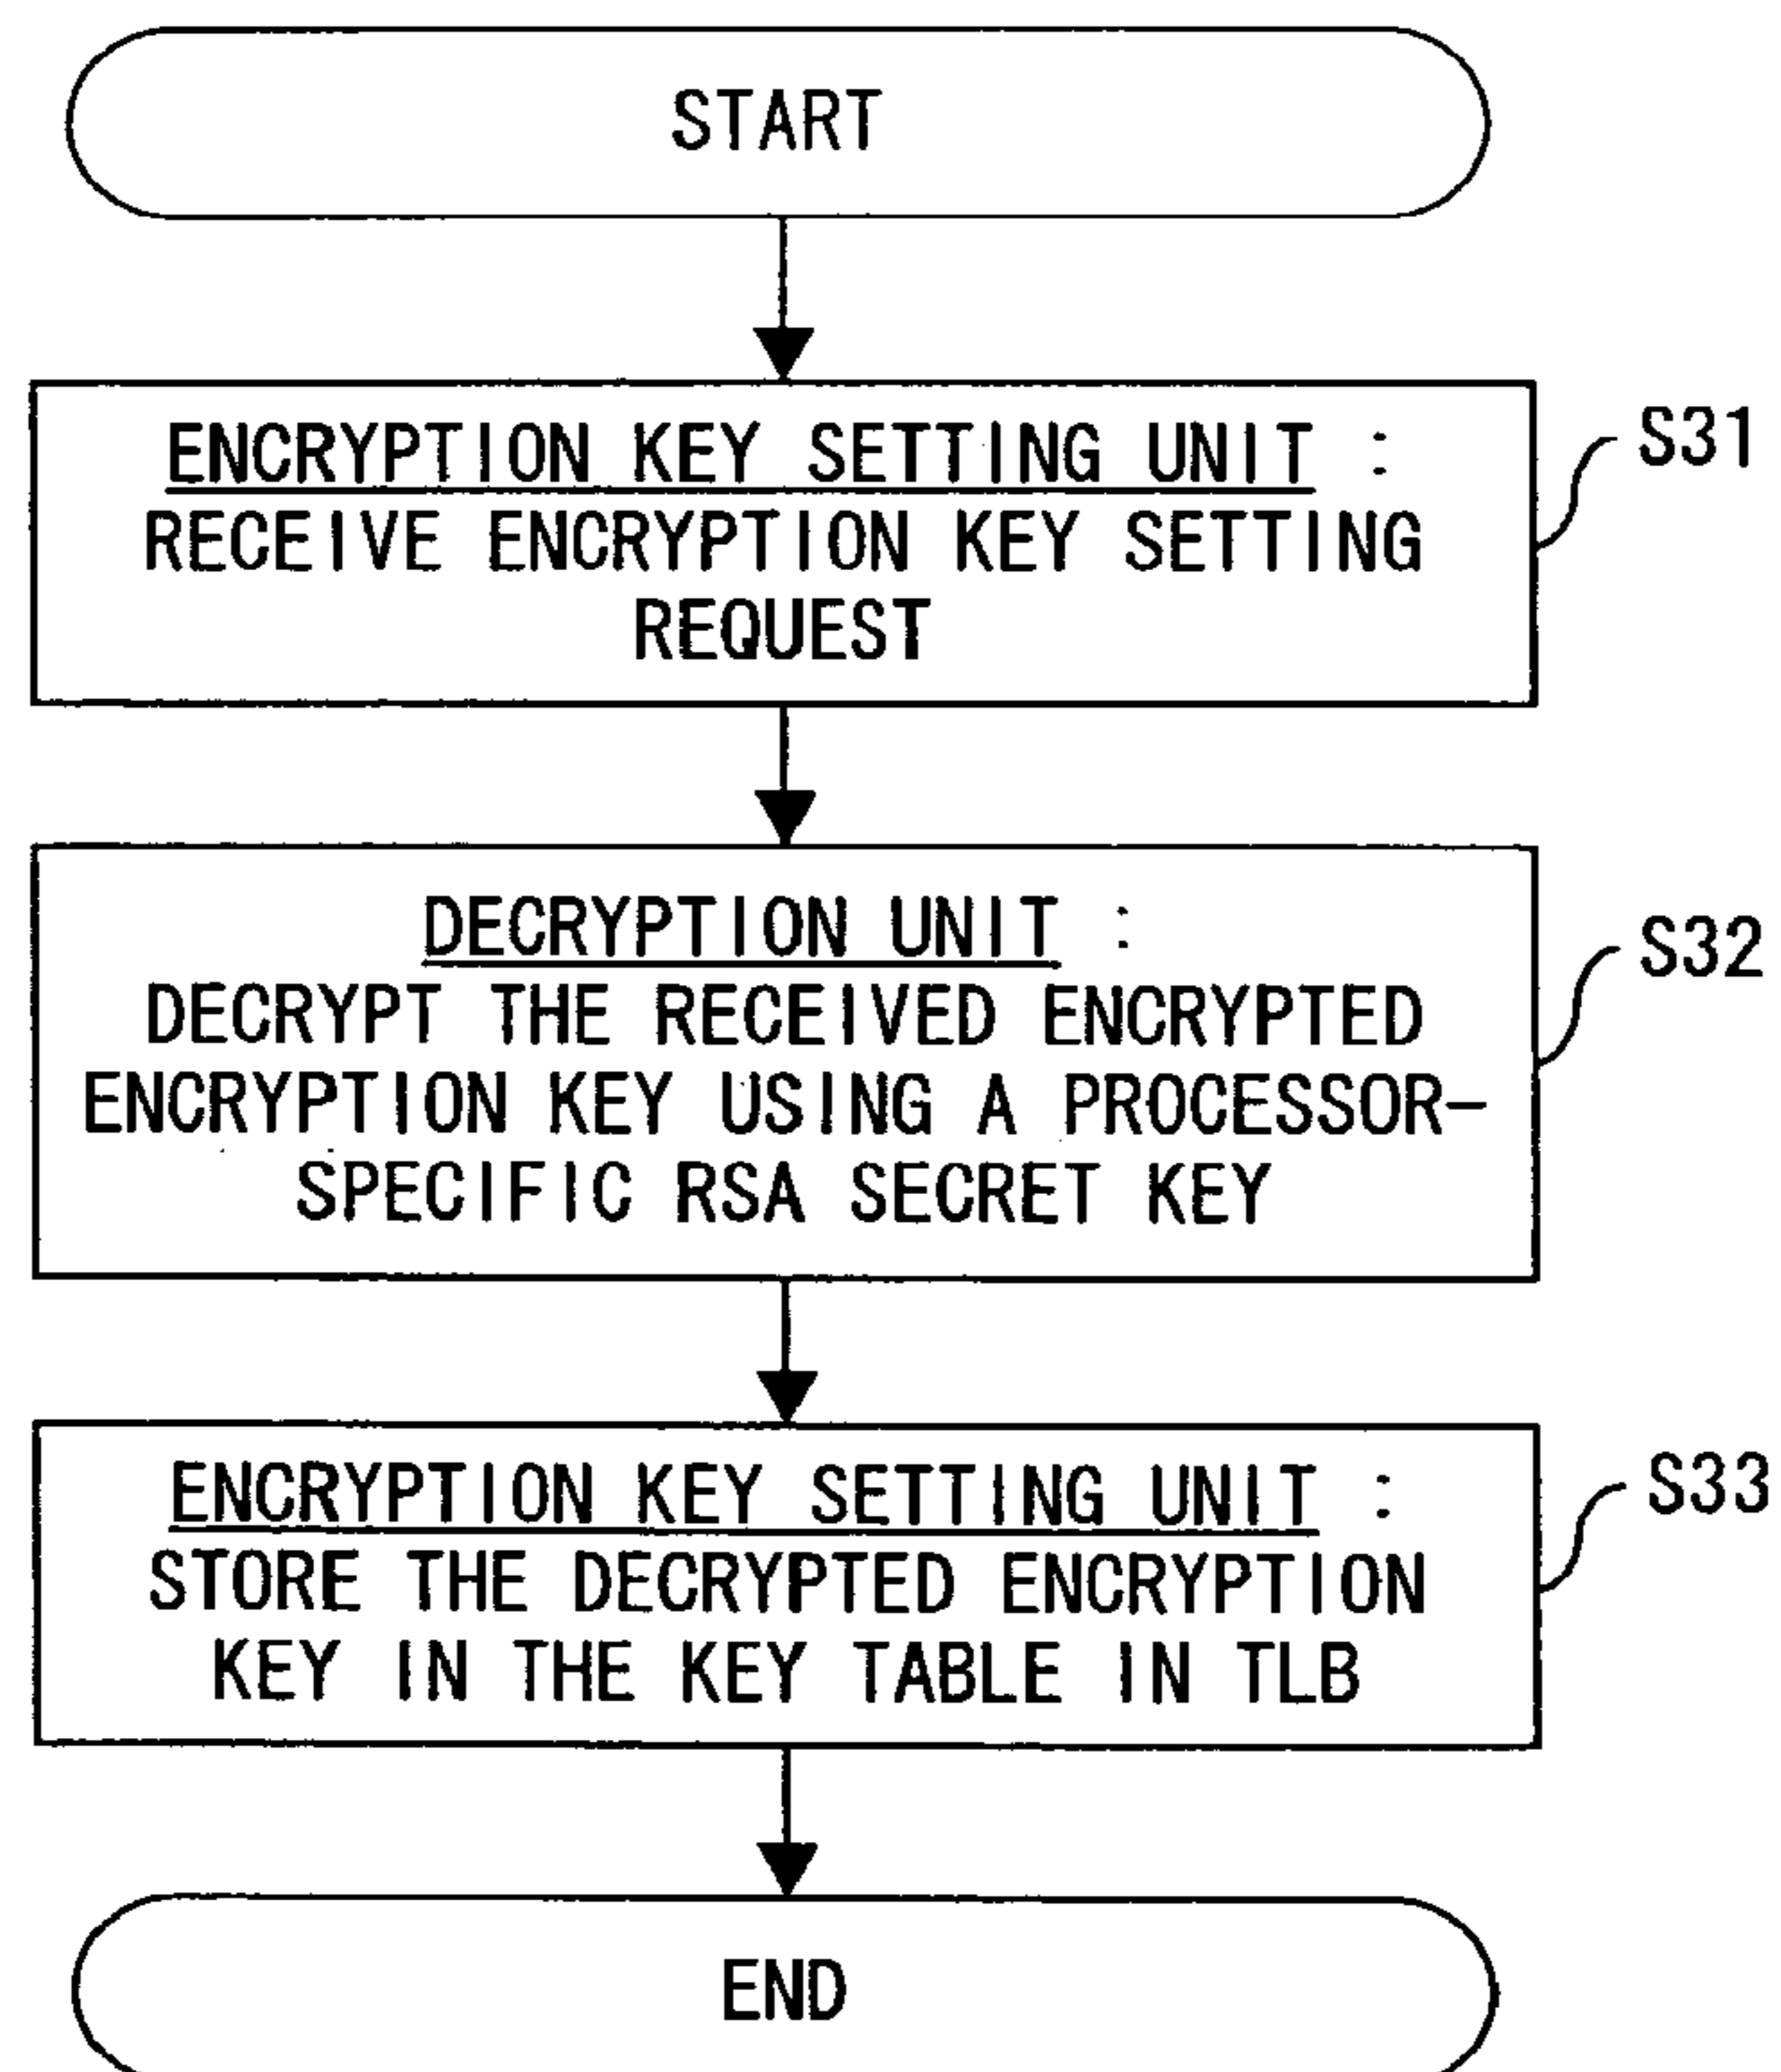 START
ENCRYPTION KEY SETTING UNIT :
RECEIVE ENCRYPTION KEY SETTING
REQUEST
S31
DECRYPTION UNIT :
DECRYPT THE RECEIVED ENCRYPTED
ENCRYPTION KEY USING A PROCESSOR-
SPECIFIC RSA SECRET KEY
S32
ENCRYPTION KEY SETTING UNIT :
STORE THE DECRYPTED ENCRYPTION
KEY IN THE KEY TABLE IN TLB
S33
END